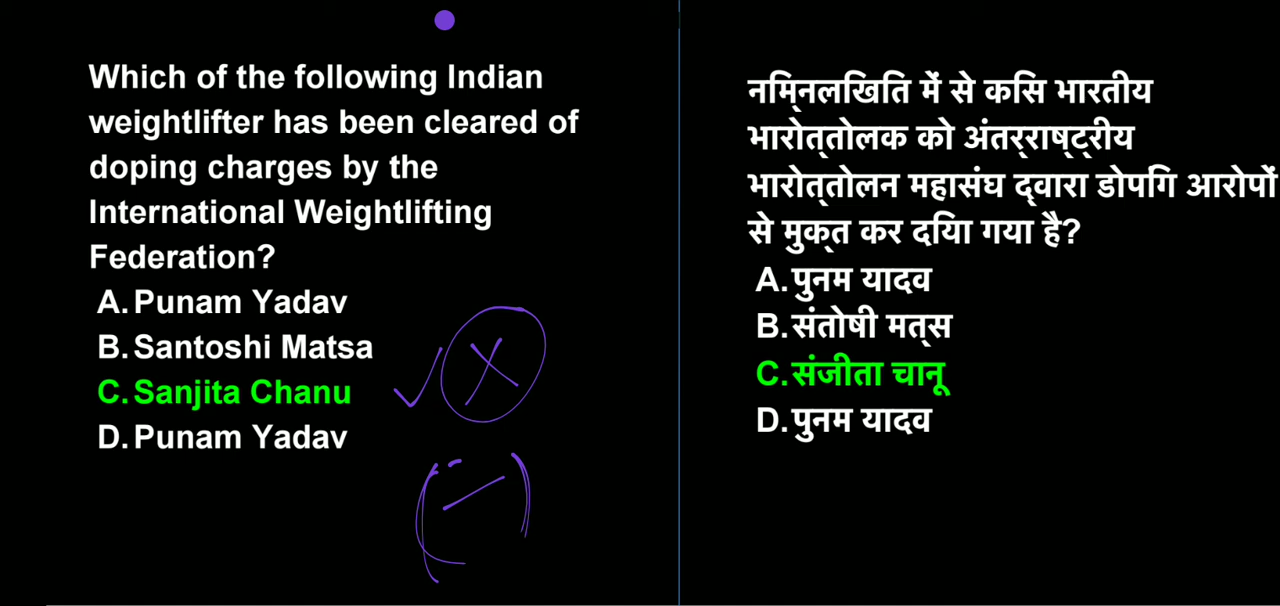 Which of the following Indian
weightlifter has been cleared of
doping charges by the
International Weightlifting
Federation?
A. Punam Yadav
B. Santoshi Matsa
C. Sanjita Chanu
D. Punam Yadav
निम्नलिखित में से किस भारतीय
भारोत्तोलक को अंतर्राष्ट्रीय
भारोत्तोलन महासंघ द्वारा डोपिंग आरोपों
से मुक्त कर दिया गया है?
A. पुनम यादव
B. संतोषी मत्स
C. संजीता चानू
D. पुनम यादव